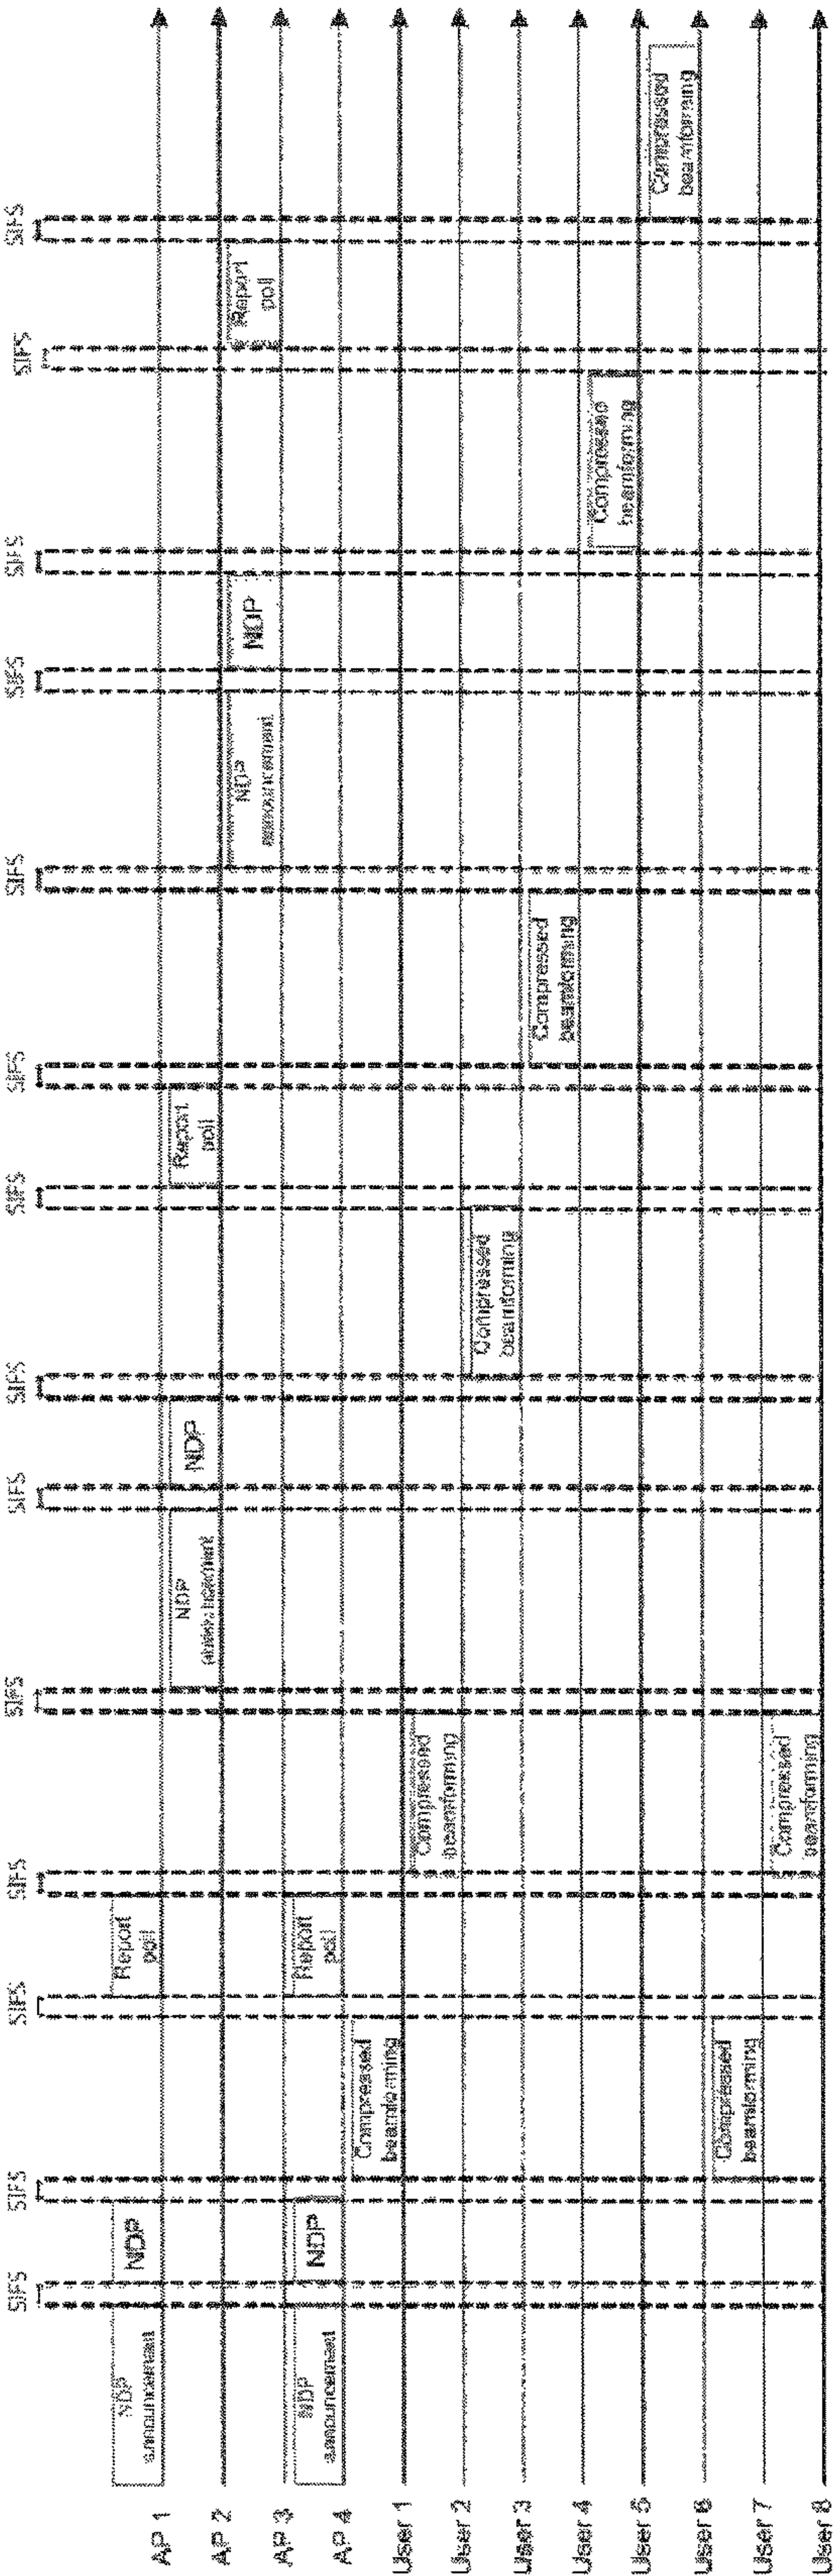 SIFS
SIFS
SIFS
SIFS
SIFS
SIFS
SIFS
SIFS
SIFS
SIFS
SIFS
SIFS
SIFS
SIFS
AP 1
NDP
announcement
NDP
Report
poll
AP 2
NDP
announcement
NDP
Report
poll
AP 3
NDP
announcement
NDP
Report
poll
AP 4
NDP
announcement
NDP
Report
poll
User 1
Compressed
beamforming
User 2
Compressed
beamforming
User 3
Compressed
beamforming
User 4
Compressed
beamforming
User 5
Compressed
beamforming
User 6
Compressed
beamforming
User 7
Compressed
beamforming
User 8
Compressed
beamforming